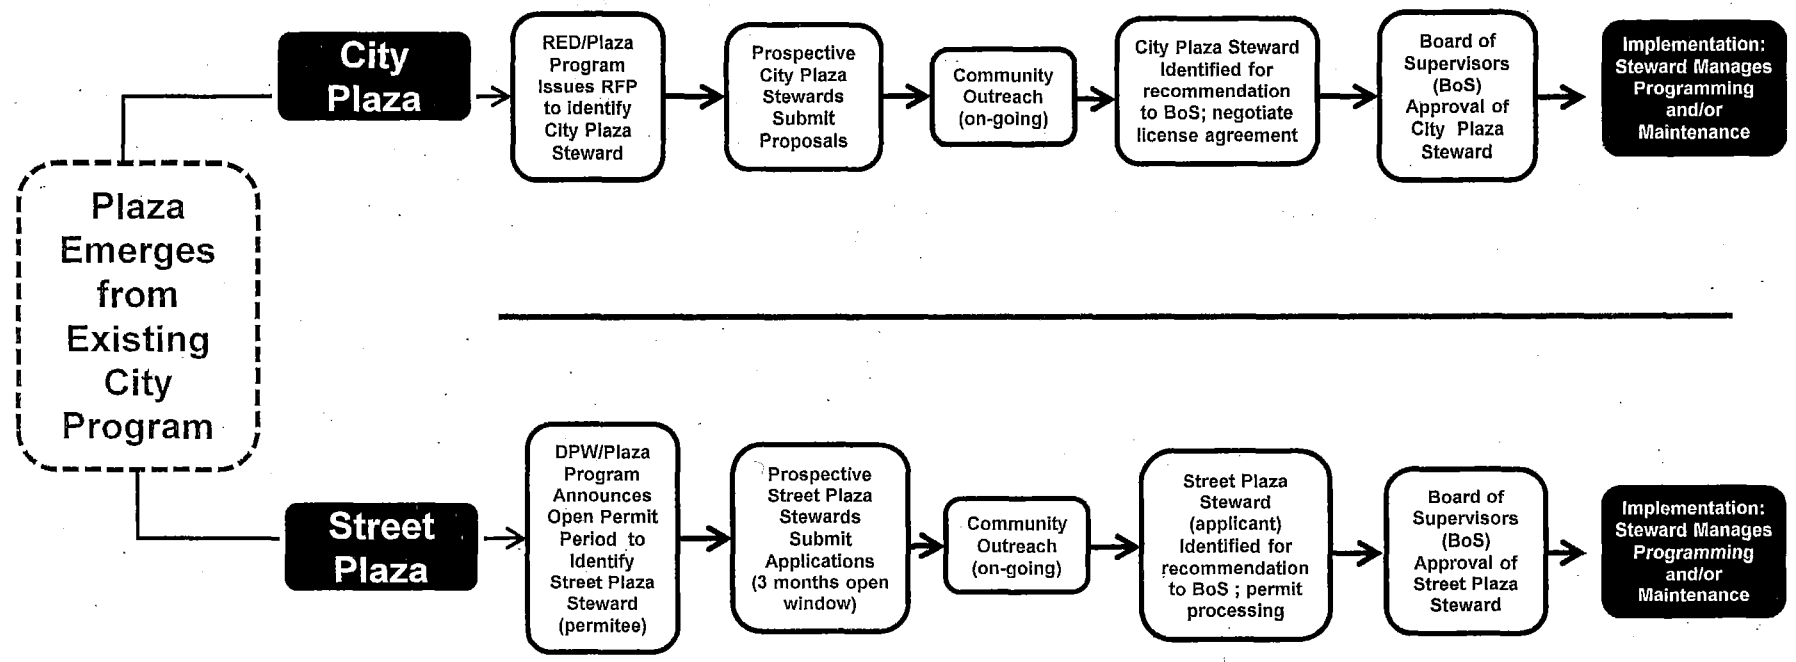 Plaza
Emerges
from
Existing
City
Program
City
Plaza
RED/Plaza
Program
Issues RFP
to identify
City Plaza
Steward
Prospective
City Plaza
Stewards
Submit
Proposals
Community
Outreach
(on-going)
City Plaza Steward
Identified for
recommendation
to BoS; negotiate
license agreement
Board of
Supervisors
(BoS)
Approval of
City Plaza
Steward
Implementation:
Steward Manages
Programming
and/or
Maintenance
Street
Plaza
DPW/Plaza
Program
Announces
Open Permit
Period to
Identify
Street Plaza
Steward
(permitee)
Prospective
Street Plaza
Stewards
Submit
Applications
(3 months open
window)
Community
Outreach
(on-going)
Street Plaza
Steward
(applicant)
Identified for
recommendation
to BoS ; permit
processing
Board of
Supervisors
(BoS)
Approval of
Street Plaza
Steward
Implementation:
Steward Manages
Programming
and/or
Maintenance